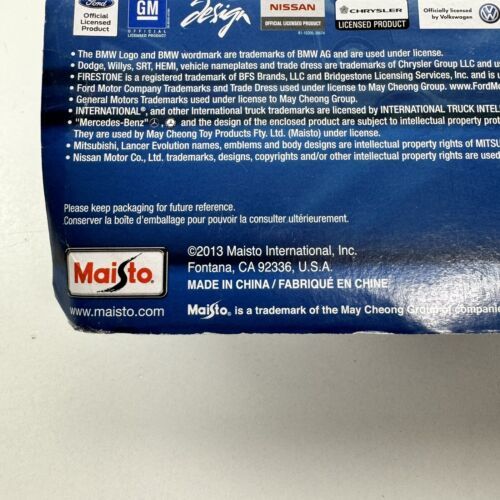 Ford
Official
Licensed
Product
GM
OFFICIAL
LICENSED PRODUCT
Design
NISSAN
OFFICIAL LICENSED PRODUCT
CHRYSLER
LICENSED PRODUCT
Officially licensed
by Volkswagen
• The BMW Logo and BMW wordmark are trademarks of BMW AG and are used under license.
• Dodge, Willys, SRT, HEMI, vehicle nameplates and trade dress are trademarks of Chrysler Group LLC and us
• FIRESTONE is a registered trademark of BFS Brands, LLC and Bridgestone Licensing Services, Inc. and is
• Ford Motor Company Trademarks and Trade Dress used under license to May Cheong Group. www.FordMo
• General Motors Trademarks used under license to May Cheong Group.
• INTERNATIONAL®, and other International truck trademarks are licensed by INTERNATIONAL TRUCK INTEL
• "Mercedes-Benz", and the design of the enclosed product are subject to intellectual property prot
They are used by May Cheong Toy Products Fty. Ltd. (Maisto) under license.
• Mitsubishi, Lancer Evolution names, emblems and body designs are intellectual property rights of MITSU
• Nissan Motor Co., Ltd. trademarks, designs, copyrights and/or other intellectual property rights are used
Please keep packaging for future reference.
Conserver la boîte d'emballage pour pouvoir la consulter ultérieurement.
Maisto®
www.maisto.com
©2013 Maisto International, Inc.
Fontana, CA 92336, U.S.A.
MADE IN CHINA / FABRIQUÉ EN CHINE
Maisto® is a trademark of the May Cheong Group of companie